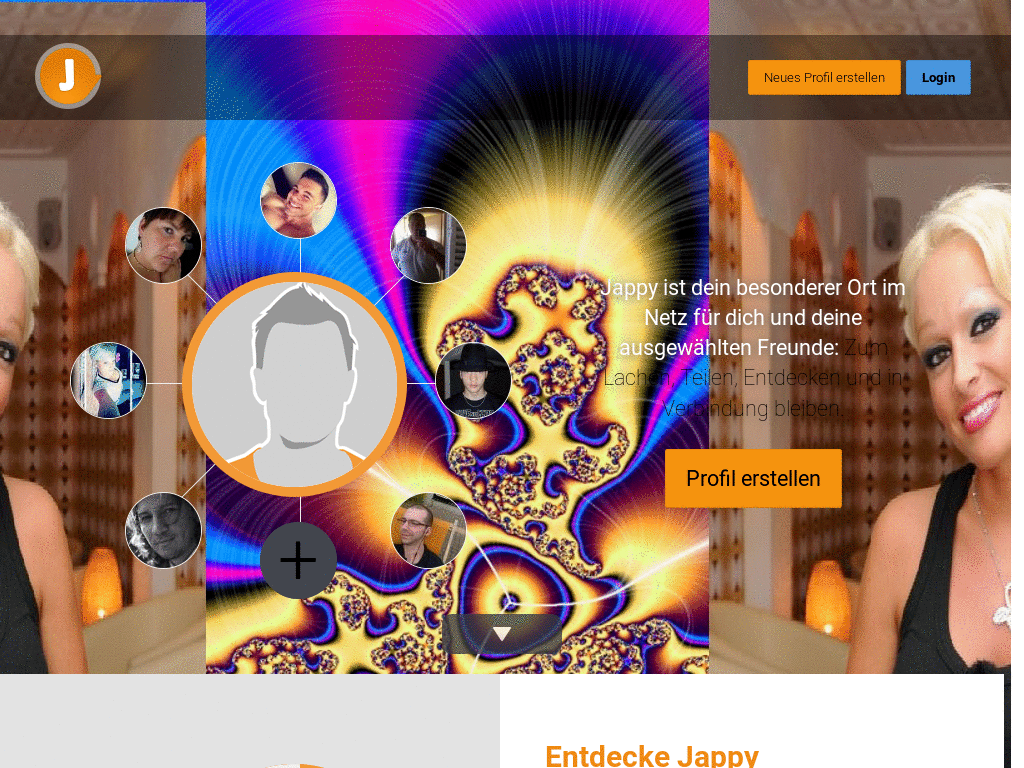 J
Neues Profil erstellen
Login
Jappy ist dein besonderer Ort im
Netz für dich und deine
ausgewählten Freunde: Zum
Lachen, Teilen, Entdecken und in
Verbindung bleiben.
Profil erstellen
Entdecke Jappy